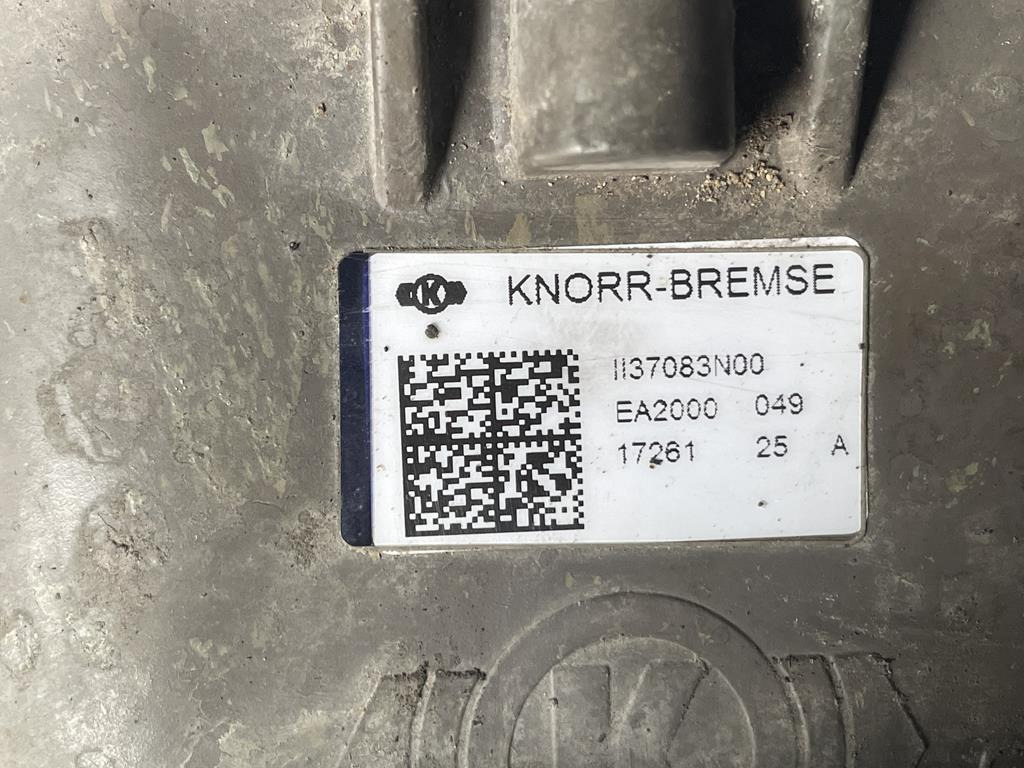 K KNORR-BREMSE
II37083N00
EA2000 049
17261 25 A
K